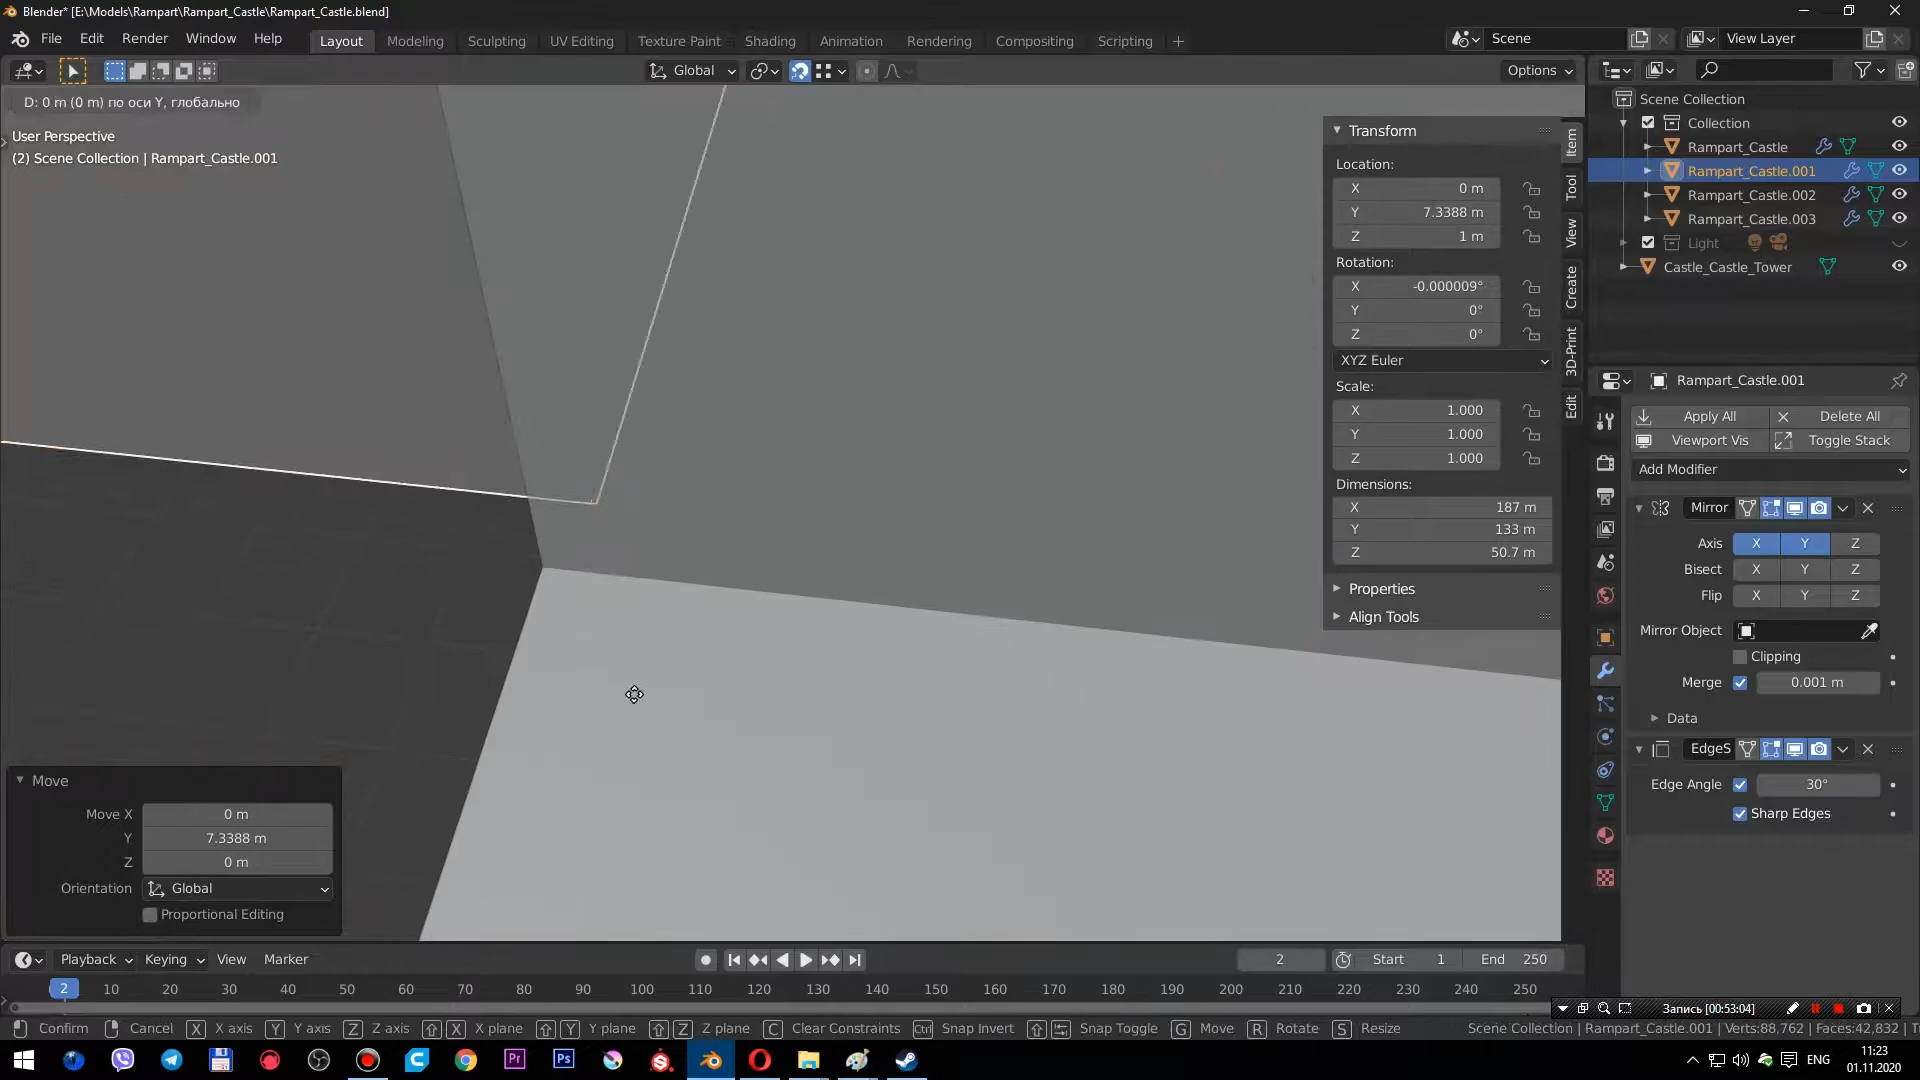 Blender* [E:\Models\Rampart\Rampart_Castle\Rampart_Castle.blend]
File Edit Render Window Help Layout Modeling Sculpting UV Editing Texture Paint Shading Animation Rendering Compositing Scripting Scene View Layer
Global Options
D: 0 m (0 m) по оси Y, глобально
User Perspective
(2) Scene Collection | Rampart_Castle.001
Transform
Location:
X 0 m
Y 7.3388 m
Z 1 m
Rotation:
X -0.000009°
Y 0°
Z 0°
XYZ Euler
Scale:
X 1.000
Y 1.000
Z 1.000
Dimensions:
X 187 m
Y 133 m
Z 50.7 m
Properties
Align Tools
Item
Tool
View
Create
3D-Print
Edit
Scene Collection
Collection
Rampart_Castle
Rampart_Castle.001
Rampart_Castle.002
Rampart_Castle.003
Light
Castle_Castle_Tower
Rampart_Castle.001
Apply All Delete All
Viewport Vis Toggle Stack
Add Modifier
Mirror
Axis X Y Z
Bisect X Y Z
Flip X Y Z
Mirror Object
Clipping
Merge 0.001 m
Data
EdgeS
Edge Angle 30°
Sharp Edges
Move
Move X 0 m
Y 7.3388 m
Z 0 m
Orientation Global
Proportional Editing
Playback Keying View Marker 2 Start 1 End 250
2 10 20 30 40 50 60 70 80 90 100 110 120 130 140 150 160 170 180 190 200 210 220 230 240 250
Запись [00:53:04]
Confirm Cancel X X axis Y Y axis Z Z axis X X plane Y Y plane Z Z plane C Clear Constraints Ctrl Snap Invert Snap Toggle G Move R Rotate S Resize Scene Collection | Rampart_Castle.001 | Verts:88,762 | Faces:42,832 | T
Pr Ps ENG
11:23
01.11.2020